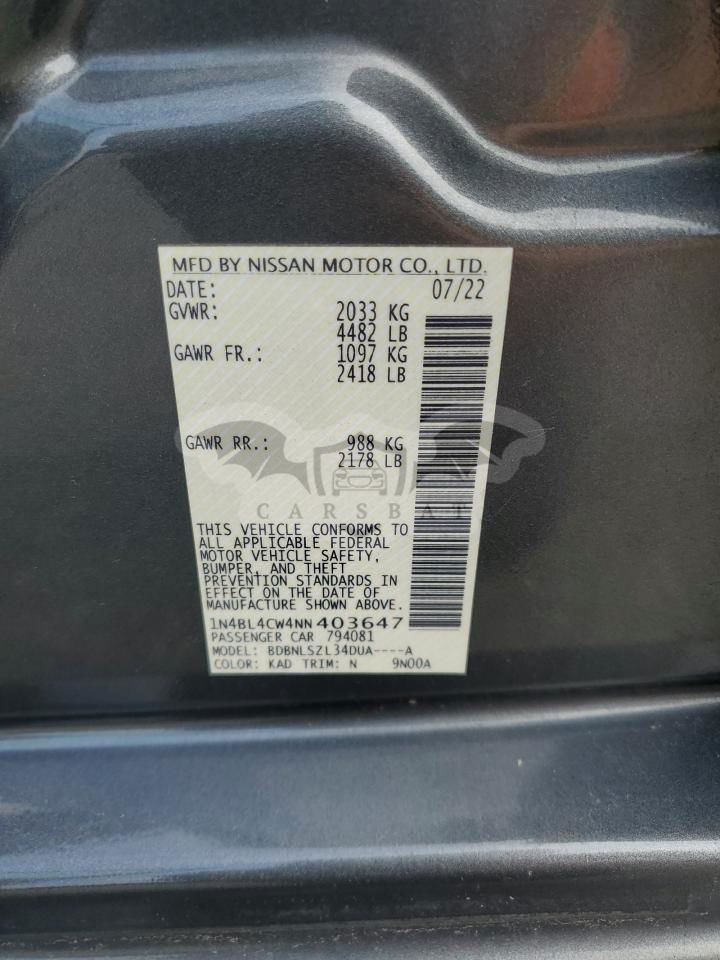 MFD BY NISSAN MOTOR CO., LTD.
DATE: 07/22
GVWR: 2033 KG
4482 LB
GAWR FR.: 1097 KG
2418 LB
GAWR RR.: 988 KG
2178 LB
CARSBAT
THIS VEHICLE CONFORMS TO
ALL APPLICABLE FEDERAL
MOTOR VEHICLE SAFETY,
BUMPER, AND THEFT
PREVENTION STANDARDS IN
EFFECT ON THE DATE OF
MANUFACTURE SHOWN ABOVE.
1N4BL4CW4NN403647
PASSENGER CAR 794081
MODEL: BDBNLSZL34DUA----A
COLOR: KAD TRIM: N 9N00A